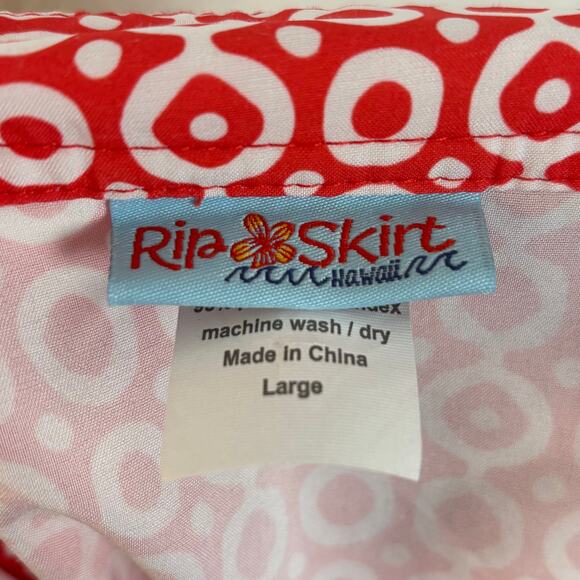 Rip Skirt
Hawaii
machine wash / dry
Made in China
Large